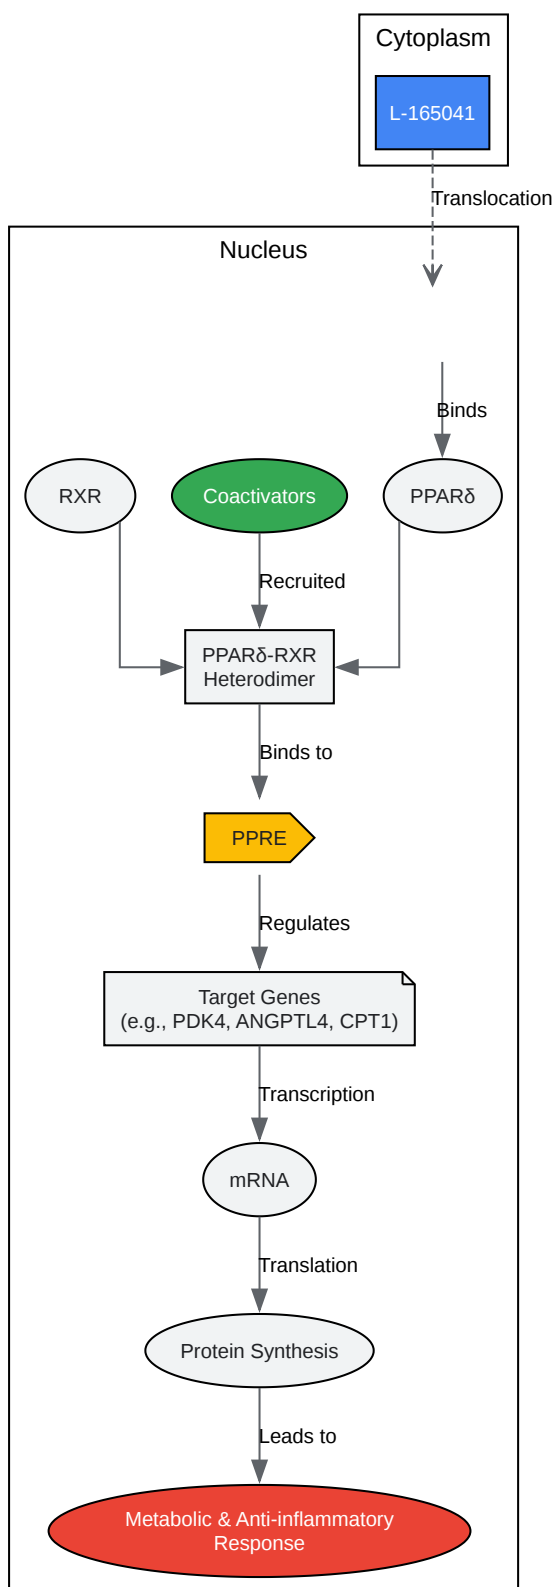 Cytoplasm
L-165041
Translocation
Nucleus
Binds
RXR
Coactivators
PPARδ
Recruited
PPARδ-RXR
Heterodimer
Binds to
PPRE
Regulates
Target Genes
(e.g., PDK4, ANGPTL4, CPT1)
Transcription
mRNA
Translation
Protein Synthesis
Leads to
Metabolic & Anti-inflammatory
Response